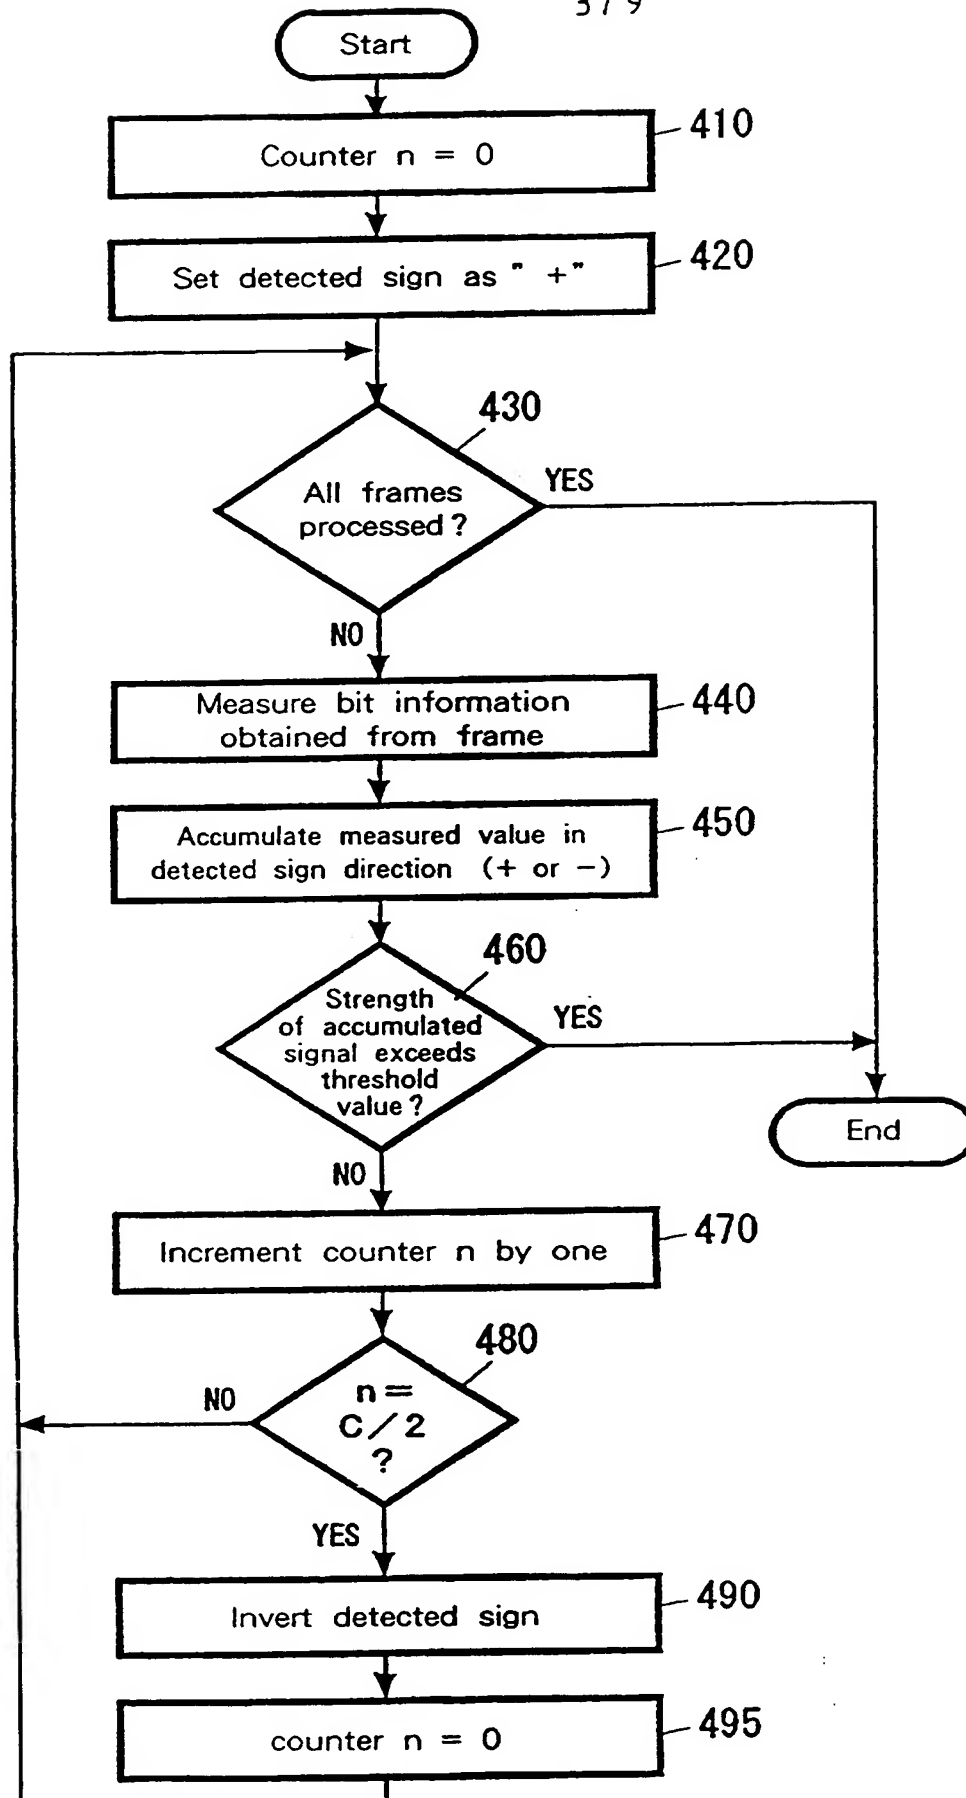 379
Start
410
Counter n = 0
420
Set detected sign as " +"
430
All frames
processed ?
YES
NO
440
Measure bit information
obtained from frame
450
Accumulate measured value in
detected sign direction (+ or −)
460
Strength
of accumulated
signal exceeds
threshold
value ?
YES
End
NO
470
Increment counter n by one
480
n =
C／2
?
NO
YES
490
Invert detected sign
495
counter n = 0